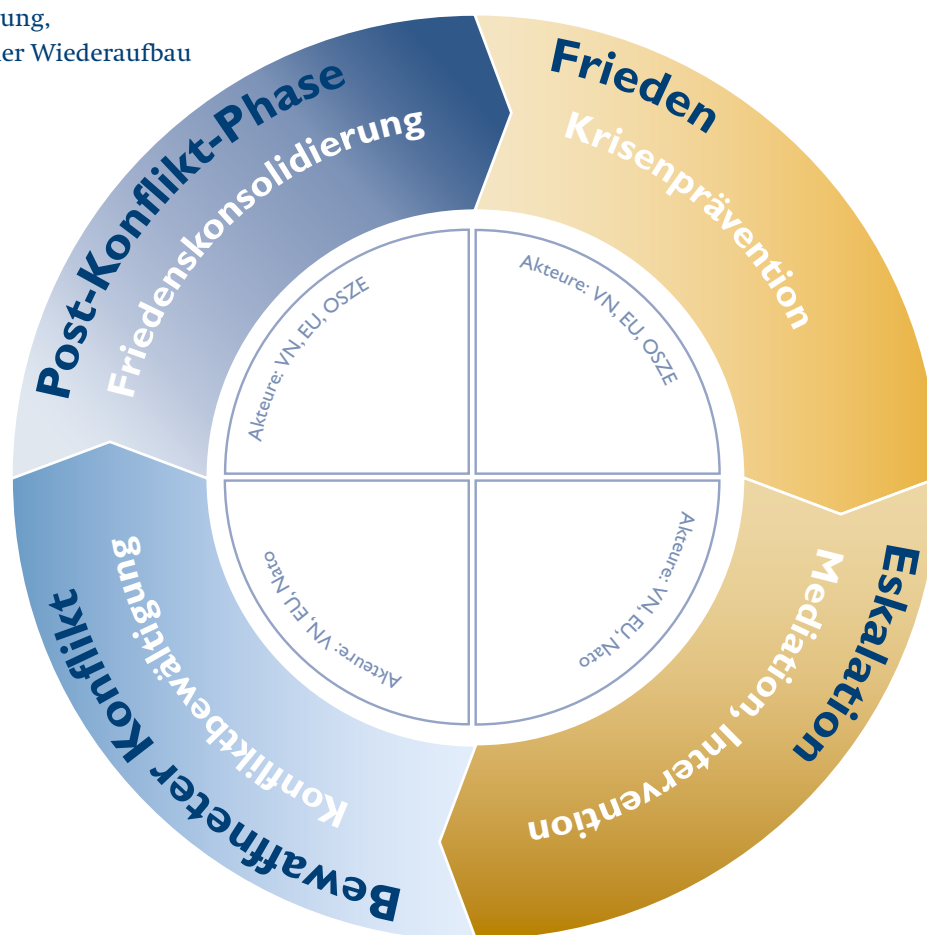 ung,
er Wiederaufbau
Post-Konflikt-Phase
Friedenskonsolidierung
Akteure: VN, EU, OSZE
Frieden
Krisenprävention
Akteure: VN, EU, OSZE
Eskalation
Mediation, Intervention
Akteure: VN, EU, Nato
Bewaffneter Konflikt
Konfliktbewältigung
Akteure: VN, EU, Nato